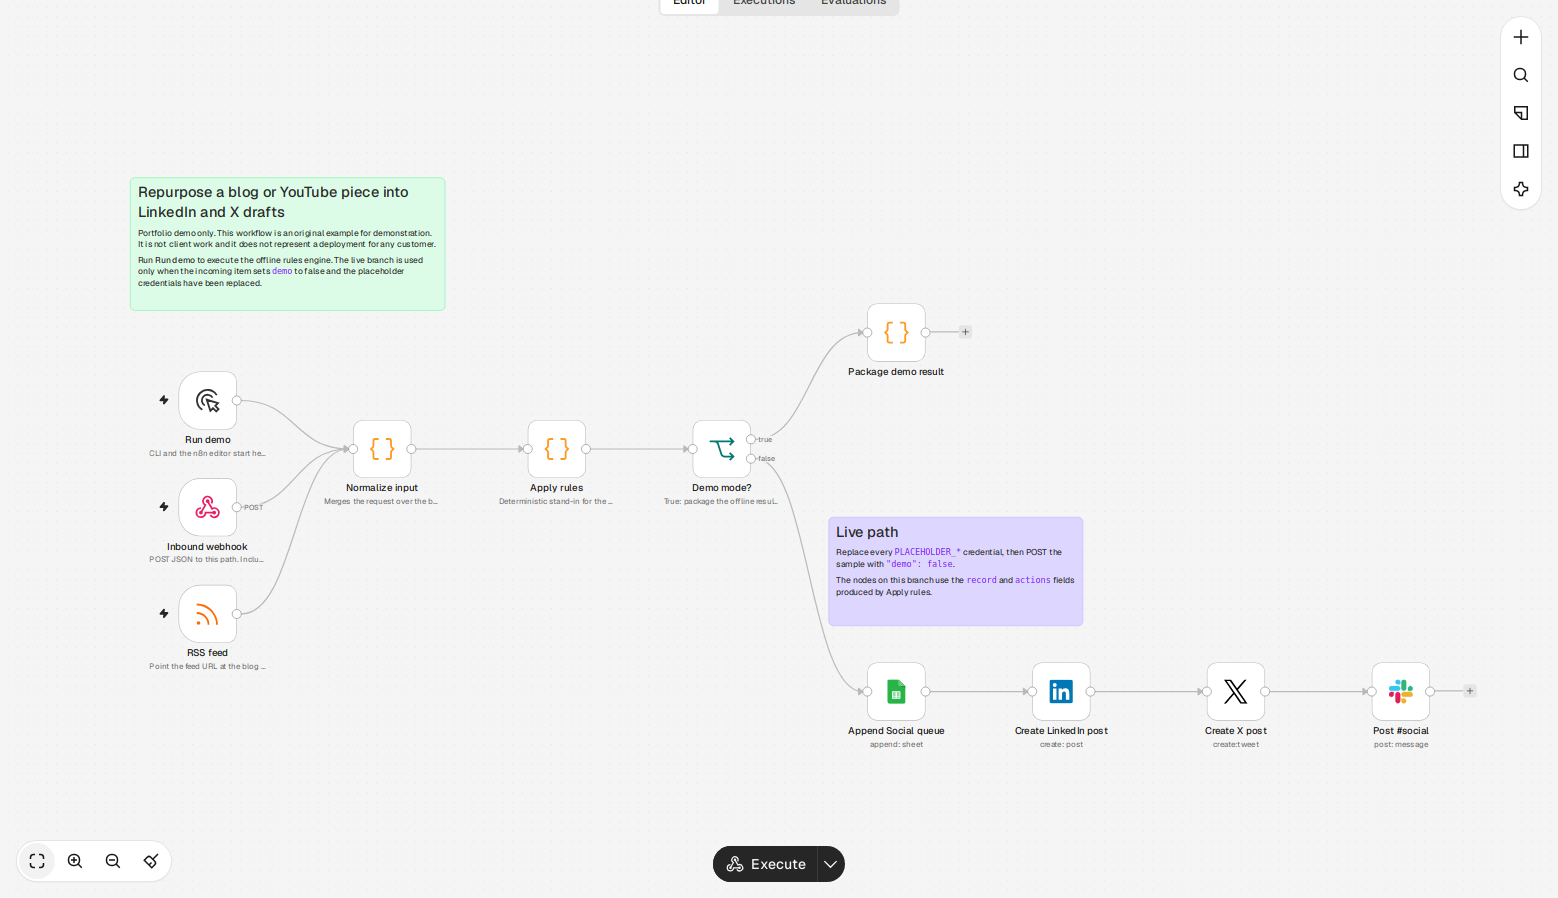 Editor Executions Evaluations
Repurpose a blog or YouTube piece into
LinkedIn and X drafts
Portfolio demo only. This workflow is an original example for demonstration.
It is not client work and it does not represent a deployment for any customer.
Run Run demo to execute the offline rules engine. The live branch is used
only when the incoming item sets demo to false and the placeholder
credentials have been replaced.
Package demo result
Run demo
CLI and the n8n editor start he...
Normalize input
Merges the request over the b...
Apply rules
Deterministic stand-in for the ...
true
false
Demo mode?
True: package the offline resul...
POST
Inbound webhook
POST JSON to this path. Inclu...
RSS feed
Point the feed URL at the blog ...
Live path
Replace every PLACEHOLDER_* credential, then POST the
sample with "demo": false.
The nodes on this branch use the record and actions fields
produced by Apply rules.
Append Social queue
append: sheet
Create LinkedIn post
create: post
Create X post
create:tweet
Post #social
post: message
Execute